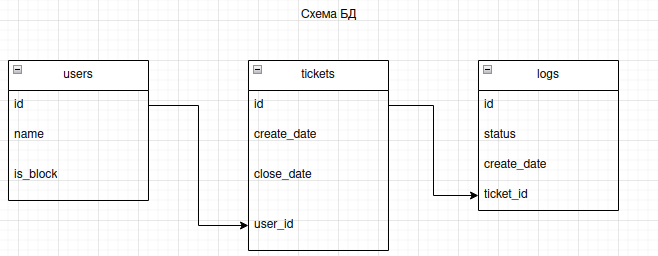 Схема БД
users
id
name
is_block
tickets
id
create_date
close_date
user_id
logs
id
status
create_date
ticket_id